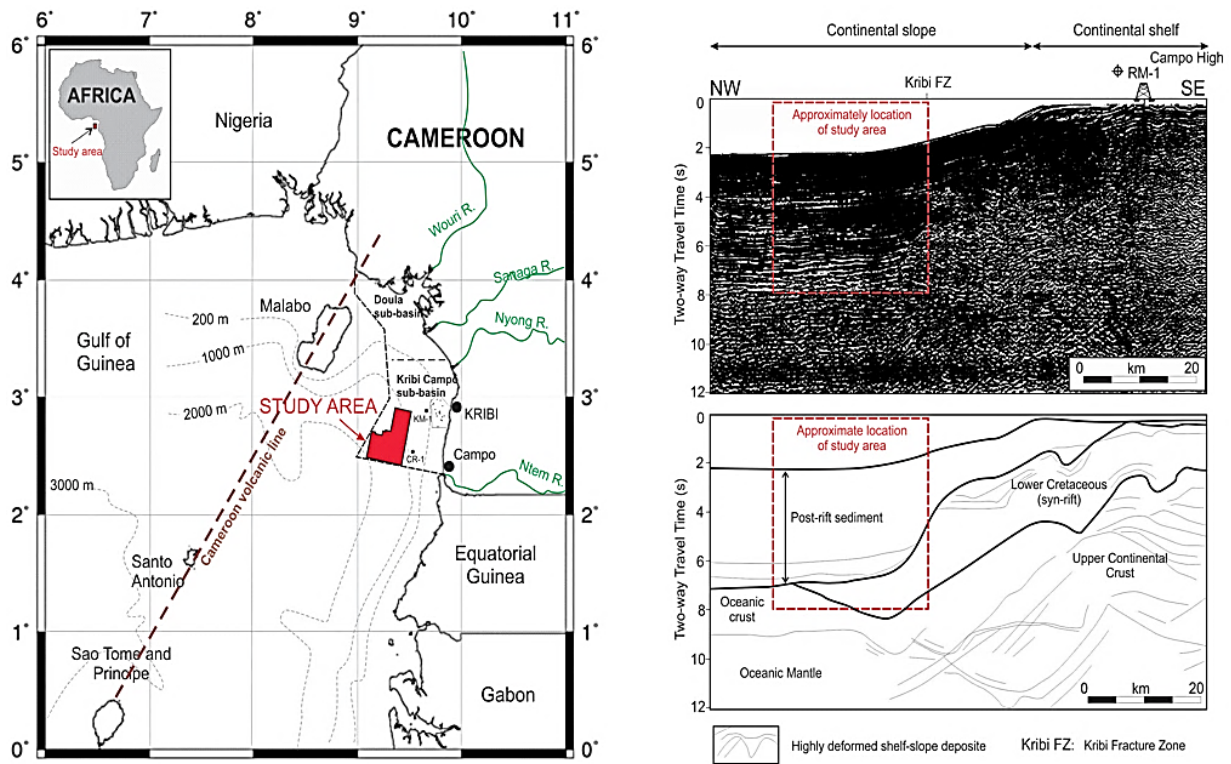 6° 7° 8° 9° 10° 11°
6°
5°
4°
3°
2°
1°
0°
AFRICA
Study area
Nigeria
CAMEROON
Wouri R.
Sanaga R.
Nyong R.
Malabo
Doula
sub-basin
200 m
Gulf of
Guinea
1000 m
2000 m
Kribi Campo
sub-basin
STUDY AREA
KM-1
KRIBI
CR-1
Campo
Ntem R.
3000 m
Cameroon volcanic line
Santo
Antonio
Equatorial
Guinea
Sao Tome and
Principe
Gabon
Continental slope
Continental shelf
Campo High
RM-1
NW
Kribi FZ
SE
Approximately location
of study area
Two-way Travel Time (s)
0
2
4
6
8
10
12
km
0 20
Approximate location
of study area
Post-rift sediment
Lower Cretaceous
(syn-rift)
Upper Continental
Crust
Oceanic
crust
Oceanic Mantle
Two-way Travel Time (s)
0
2
4
6
8
10
12
km
0 20
Highly deformed shelf-slope deposite
Kribi FZ: Kribi Fracture Zone